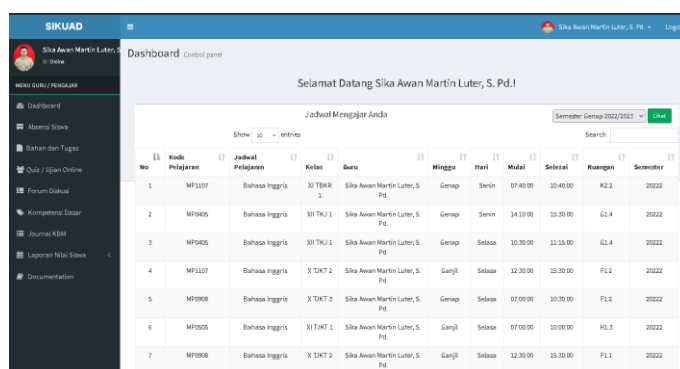 SIKUAD
Sika Awan Martin Luter, S. Pd.
Sika Awan Martin Luter, S
Online
MENU GURU / PENGAJAR
Dashboard
Absensi Siswa
Bahan dan Tugas
Quiz / Ujian Online
Forum Diskusi
Kompetensi Dasar
Journal KBM
Laporan Nilai Siswa
Documentation
Dashboard Control panel
Selamat Datang Sika Awan Martin Luter, S. Pd.!
Jadwal Mengajar Anda
Semester Genap 2022/2023 Lihat
Show 10 entries Search:
No Kode Pelajaran Jadwal Pelajaran Kelas Guru Minggu Hari Mulai Selesai Ruangan Semester
1 MP1107 Bahasa Inggris XI TBKR 1 Sika Awan Martin Luter, S. Pd. Genap Senin 07:40:00 10:40:00 K2.2 20222
2 MP0405 Bahasa Inggris XII TKJ 1 Sika Awan Martin Luter, S. Pd. Genap Senin 14:10:00 15:30:00 G1.4 20222
3 MP0405 Bahasa Inggris XII TKJ 1 Sika Awan Martin Luter, S. Pd. Genap Selasa 10:30:00 11:15:00 G1.4 20222
4 MP1107 Bahasa Inggris X TJKT 2 Sika Awan Martin Luter, S. Pd. Ganjil Selasa 12:30:00 15:30:00 F1.2 20222
5 MP0908 Bahasa Inggris X TJKT 3 Sika Awan Martin Luter, S. Pd. Genap Selasa 07:00:00 10:30:00 F1.2 20222
6 MP0505 Bahasa Inggris XI TJKT 1 Sika Awan Martin Luter, S. Pd. Ganjil Selasa 07:00:00 10:00:00 H1.3 20222
7 MP0908 Bahasa Inggris X TJKT 2 Sika Awan Martin Luter, S. Pd. Ganjil Selasa 12:30:00 15:30:00 F1.1 20222